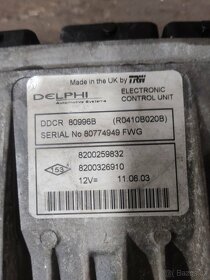 Made in the UK by TRW
DELPHI
Automotive Systems
ELECTRONIC
CONTROL UNIT
DDCR 80996B (R0410B020B)
SERIAL No 80774949 FWG
8200259832
153
8200326910
12V= 11.06.03